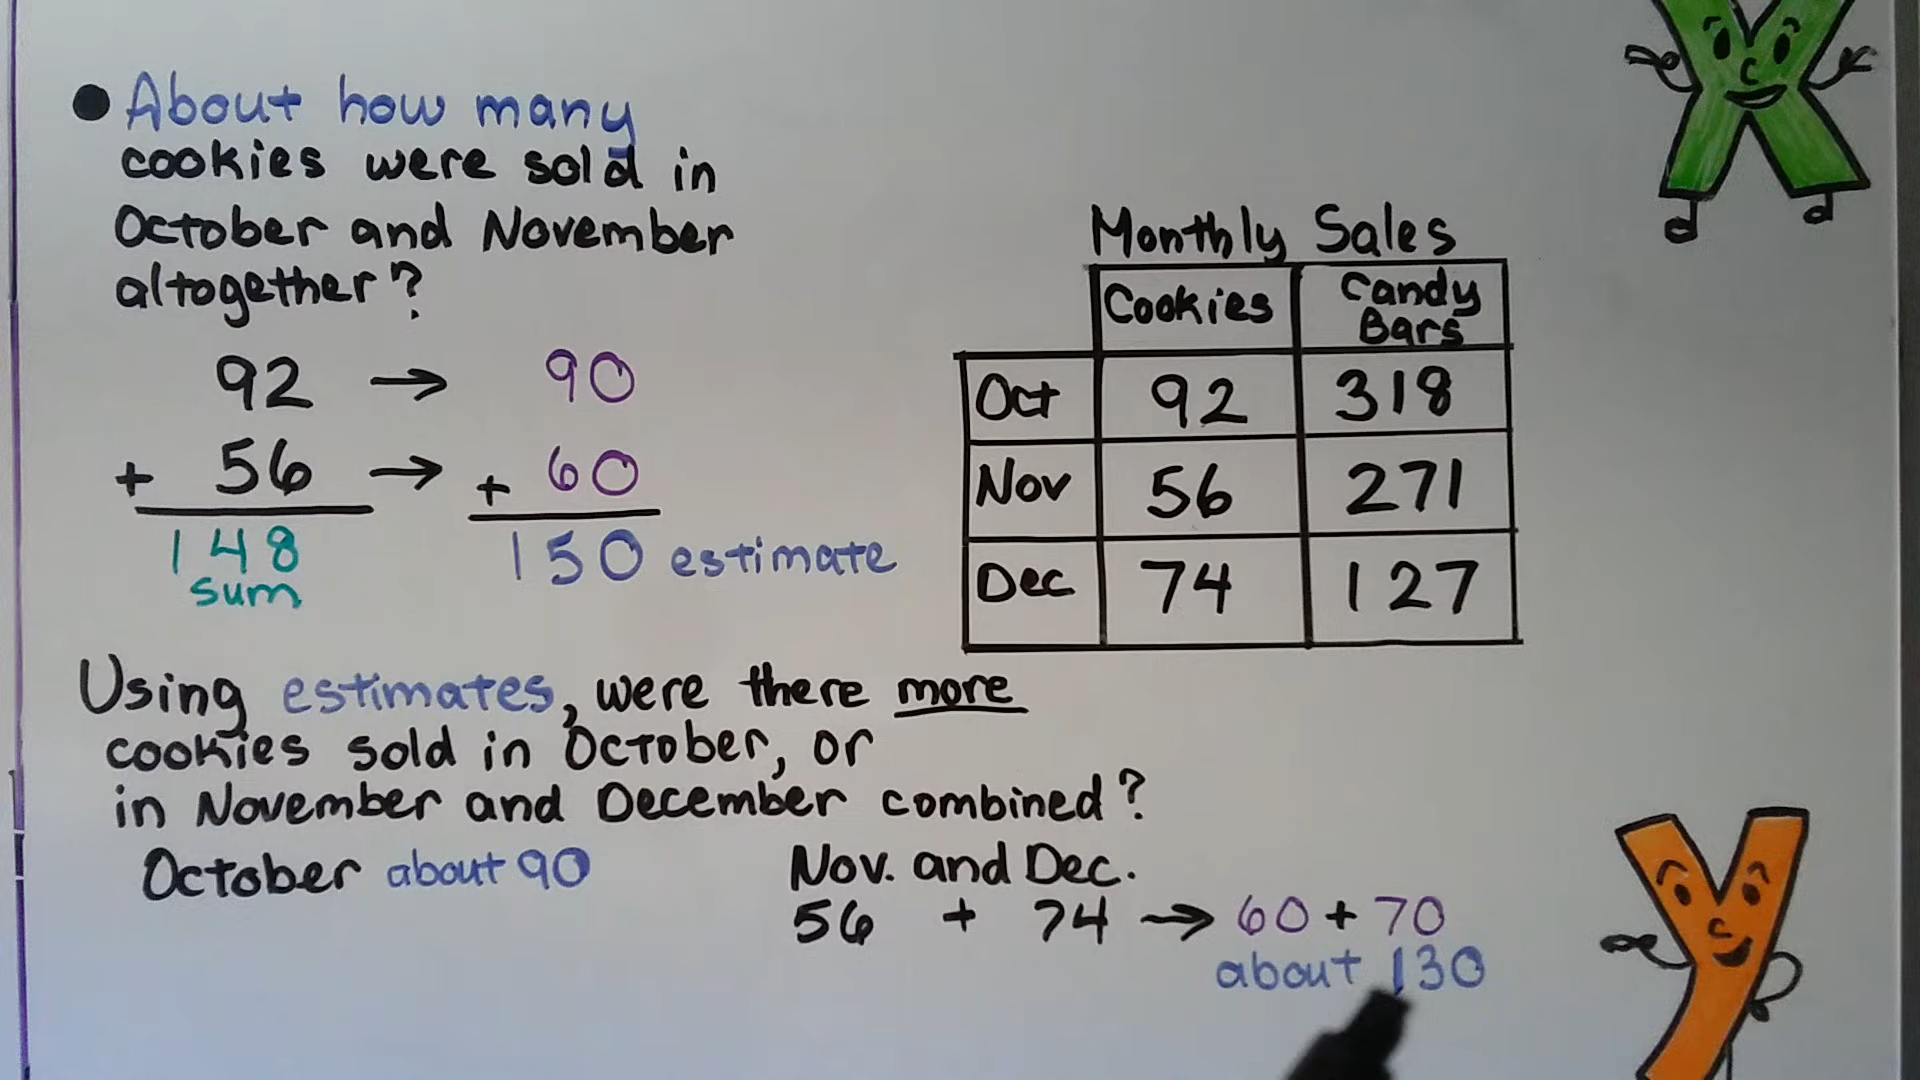 About how many
cookies were sold in
October and November
altogether?
92 → 90
+ 56 → + 60
148 150 estimate
sum
Monthly Sales
Cookies Candy Bars
Oct 92 318
Nov 56 271
Dec 74 127
Using estimates, were there more
cookies sold in October, or
in November and December combined?
October about 90 Nov. and Dec.
56 + 74 → 60 + 70
about 130